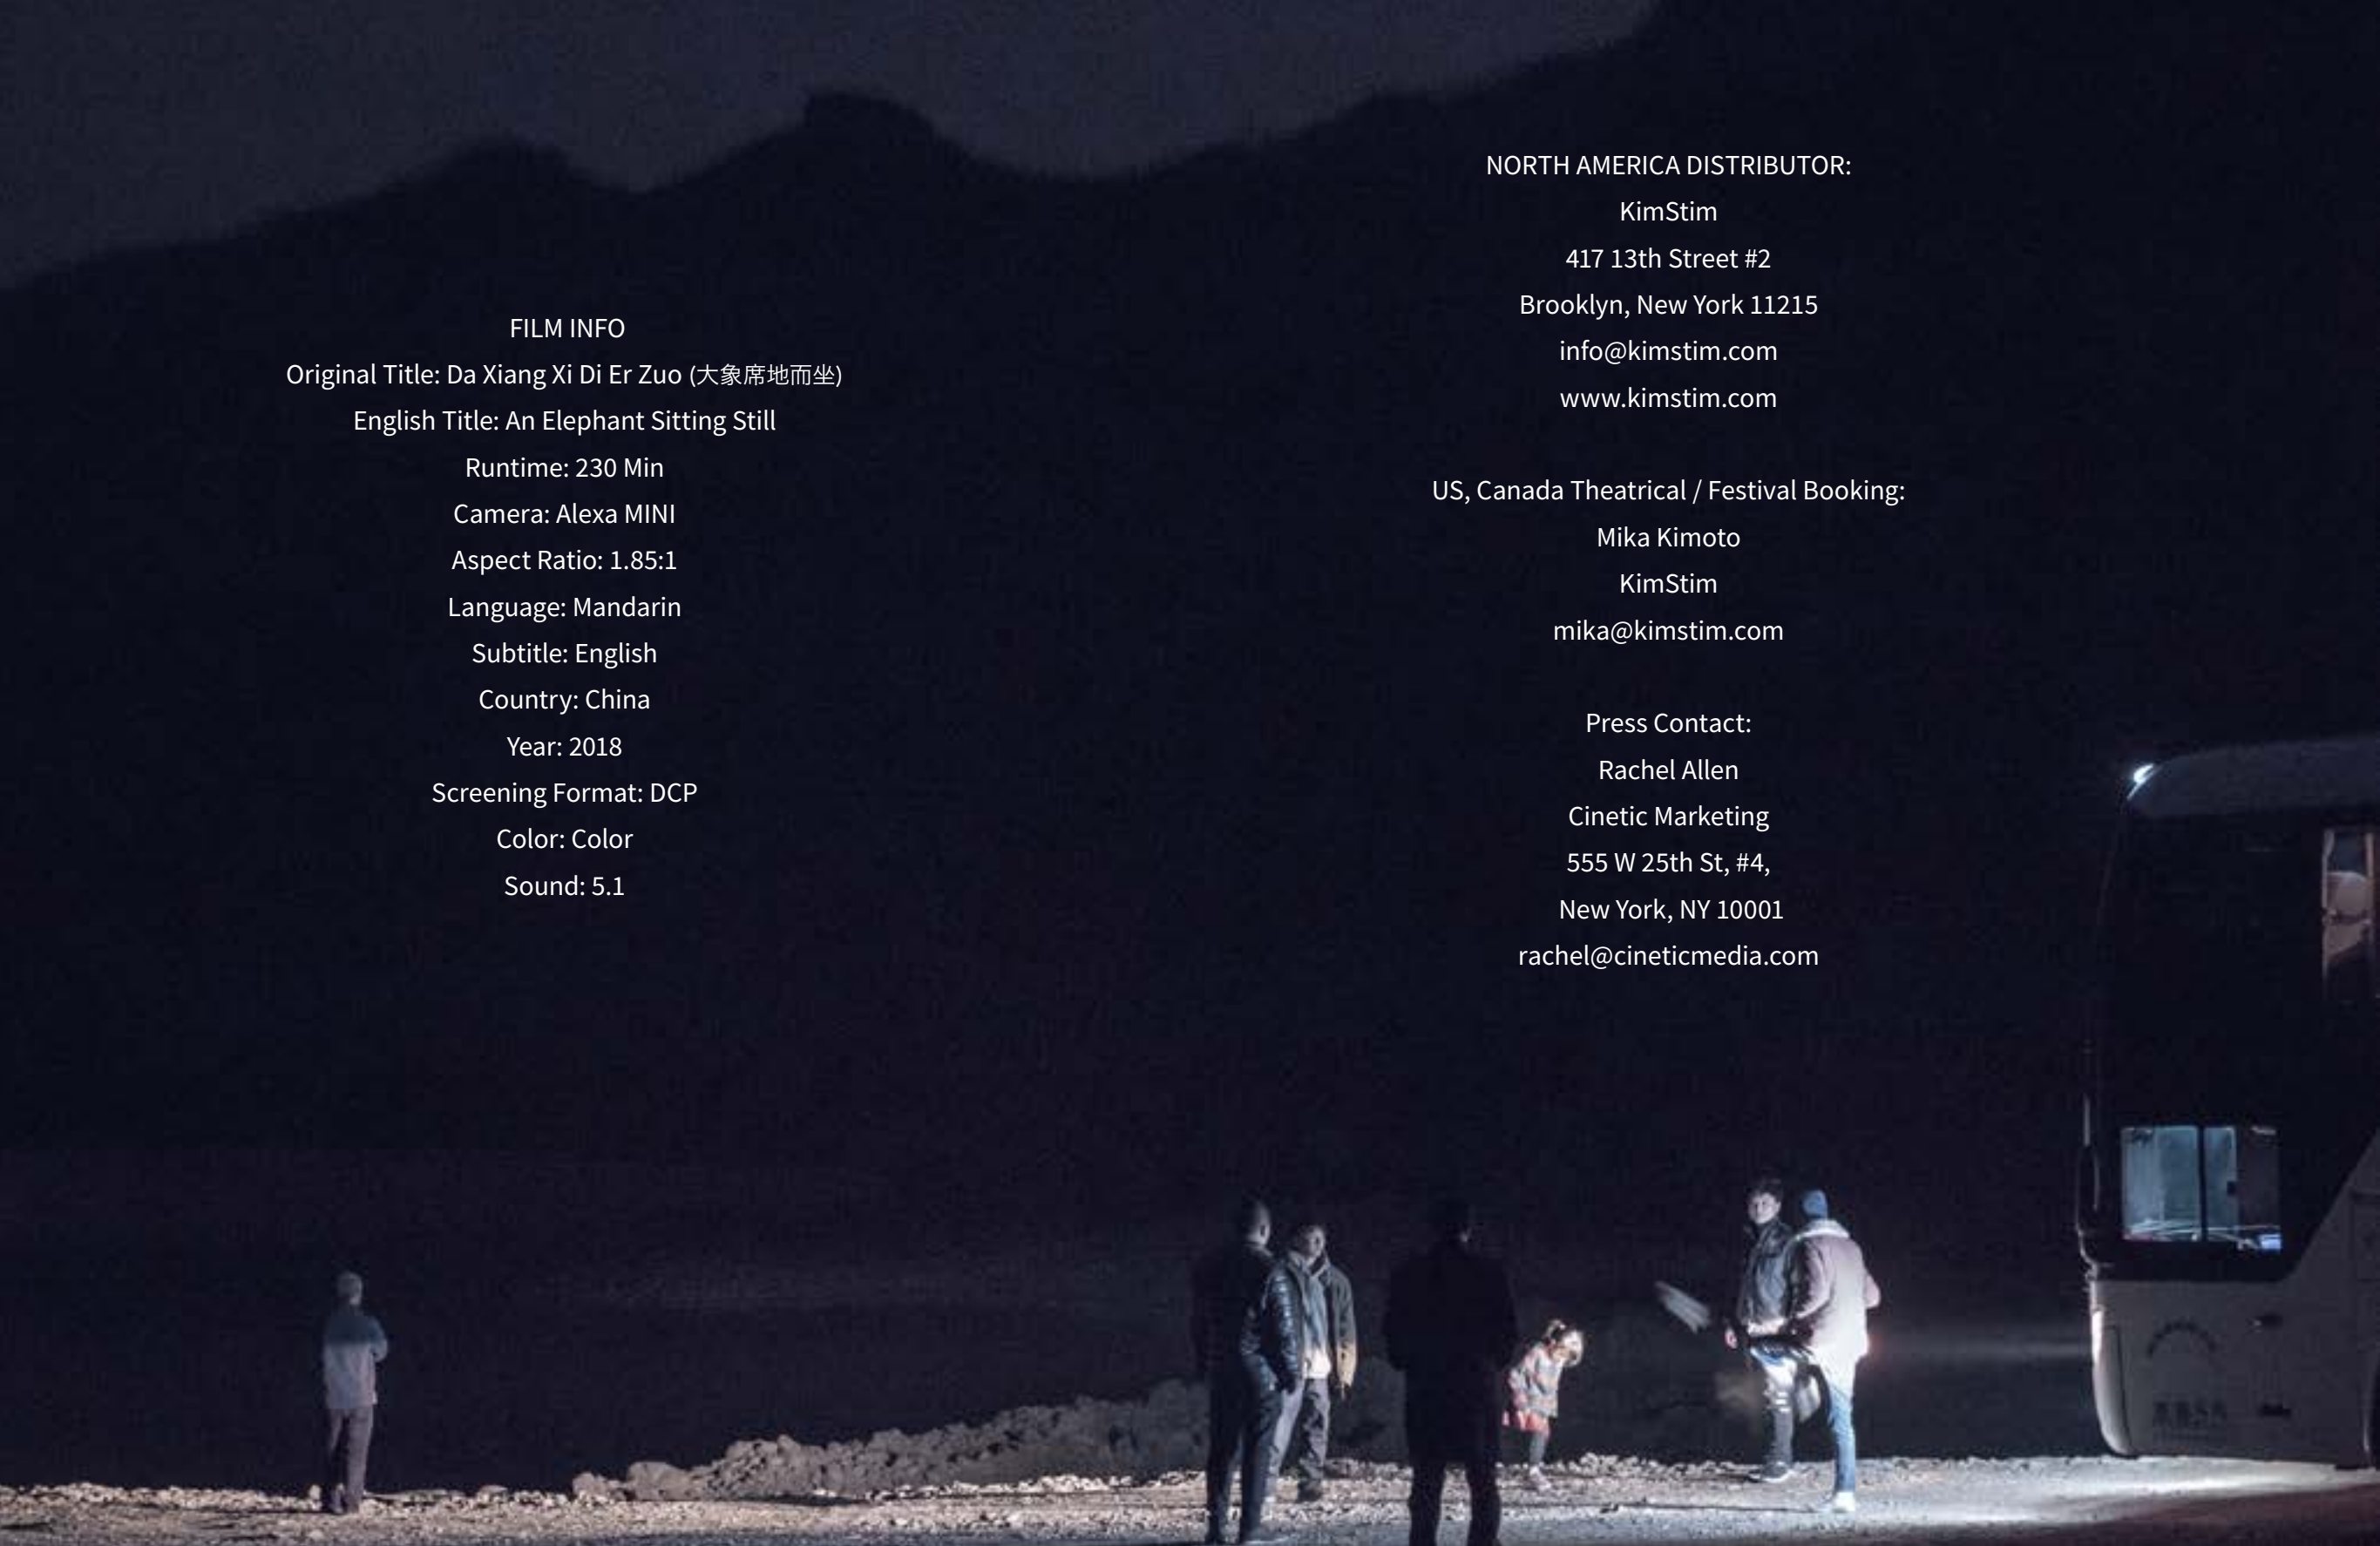 FILM INFO
Original Title: Da Xiang Xi Di Er Zuo (大象席地而坐)
English Title: An Elephant Sitting Still
Runtime: 230 Min
Camera: Alexa MINI
Aspect Ratio: 1.85:1
Language: Mandarin
Subtitle: English
Country: China
Year: 2018
Screening Format: DCP
Color: Color
Sound: 5.1
NORTH AMERICA DISTRIBUTOR:
KimStim
417 13th Street #2
Brooklyn, New York 11215
info@kimstim.com
www.kimstim.com
US, Canada Theatrical / Festival Booking:
Mika Kimoto
KimStim
mika@kimstim.com
Press Contact:
Rachel Allen
Cinetic Marketing
555 W 25th St, #4,
New York, NY 10001
rachel@cineticmedia.com